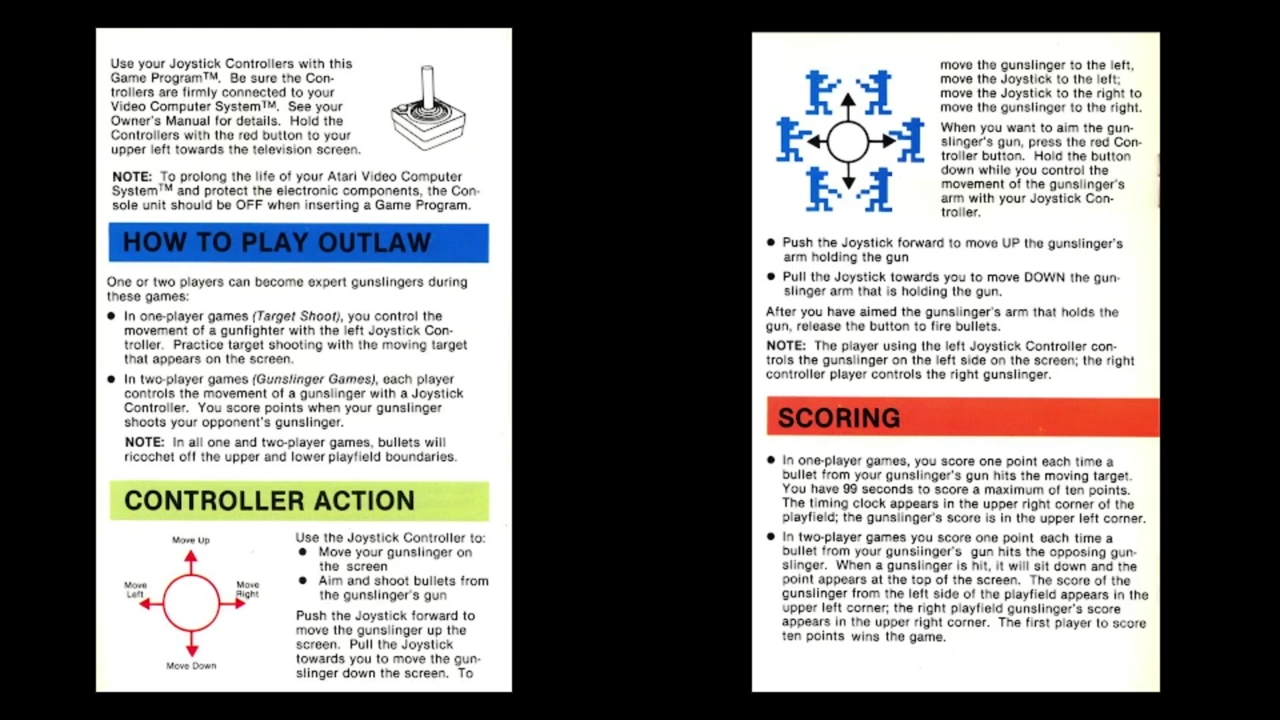 Use your Joystick Controllers with this
Game Program™. Be sure the Con-
trollers are firmly connected to your
Video Computer System™. See your
Owner's Manual for details. Hold the
Controllers with the red button to your
upper left towards the television screen.
NOTE: To prolong the life of your Atari Video Computer
System™ and protect the electronic components, the Con-
sole unit should be OFF when inserting a Game Program.
HOW TO PLAY OUTLAW
One or two players can become expert gunslingers during
these games:
● In one-player games (Target Shoot), you control the
movement of a gunfighter with the left Joystick Con-
troller. Practice target shooting with the moving target
that appears on the screen.
● In two-player games (Gunslinger Games), each player
controls the movement of a gunslinger with a Joystick
Controller. You score points when your gunslinger
shoots your opponent's gunslinger.
NOTE: In all one and two-player games, bullets will
ricochet off the upper and lower playfield boundaries.
CONTROLLER ACTION
Move Up
Move
Left
Move
Right
Move Down
Use the Joystick Controller to:
● Move your gunslinger on
the screen
● Aim and shoot bullets from
the gunslinger's gun
Push the Joystick forward to
move the gunslinger up the
screen. Pull the Joystick
towards you to move the gun-
slinger down the screen. To
move the gunslinger to the left,
move the Joystick to the left;
move the Joystick to the right to
move the gunslinger to the right.
When you want to aim the gun-
slinger's gun, press the red Con-
troller button. Hold the button
down while you control the
movement of the gunslinger's
arm with your Joystick Con-
troller.
● Push the Joystick forward to move UP the gunslinger's
arm holding the gun
● Pull the Joystick towards you to move DOWN the gun-
slinger arm that is holding the gun.
After you have aimed the gunslinger's arm that holds the
gun, release the button to fire bullets.
NOTE: The player using the left Joystick Controller con-
trols the gunslinger on the left side on the screen; the right
controller player controls the right gunslinger.
SCORING
● In one-player games, you score one point each time a
bullet from your gunslinger's gun hits the moving target.
You have 99 seconds to score a maximum of ten points.
The timing clock appears in the upper right corner of the
playfield; the gunslinger's score is in the upper left corner.
● In two-player games you score one point each time a
bullet from your gunslinger's gun hits the opposing gun-
slinger. When a gunslinger is hit, it will sit down and the
point appears at the top of the screen. The score of the
gunslinger from the left side of the playfield appears in the
upper left corner; the right playfield gunslinger's score
appears in the upper right corner. The first player to score
ten points wins the game.